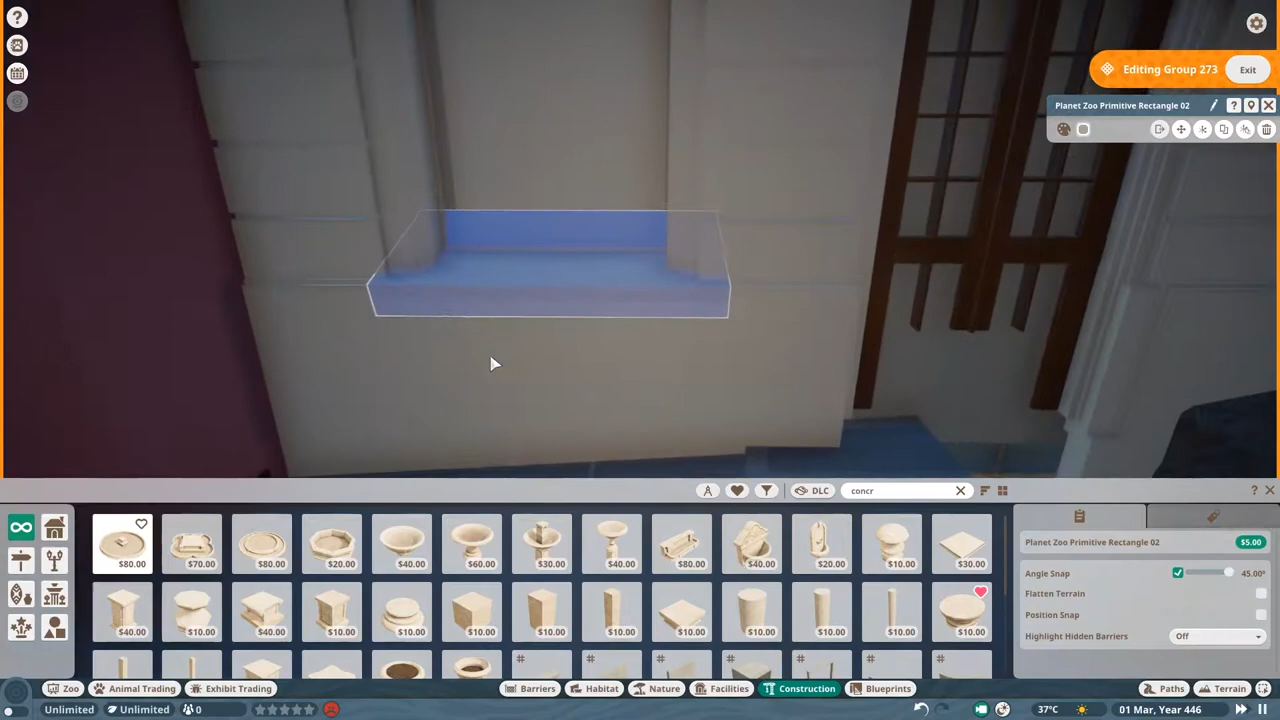 Editing Group 273 Exit
Planet Zoo Primitive Rectangle 02 ?
DLC concr ?
$80.00 $70.00 $80.00 $20.00 $40.00 $60.00 $30.00 $40.00 $80.00 $40.00 $20.00 $10.00 $30.00
$40.00 $10.00 $40.00 $10.00 $10.00 $10.00 $10.00 $10.00 $10.00 $10.00 $10.00 $10.00 $10.00
# # # # # # #
Planet Zoo Primitive Rectangle 02 $5.00
Angle Snap 45.00°
Flatten Terrain
Position Snap
Highlight Hidden Barriers Off
Zoo Animal Trading Exhibit Trading Barriers Habitat Nature Facilities Construction Blueprints Paths Terrain
Unlimited Unlimited 0 37°C 01 Mar, Year 446